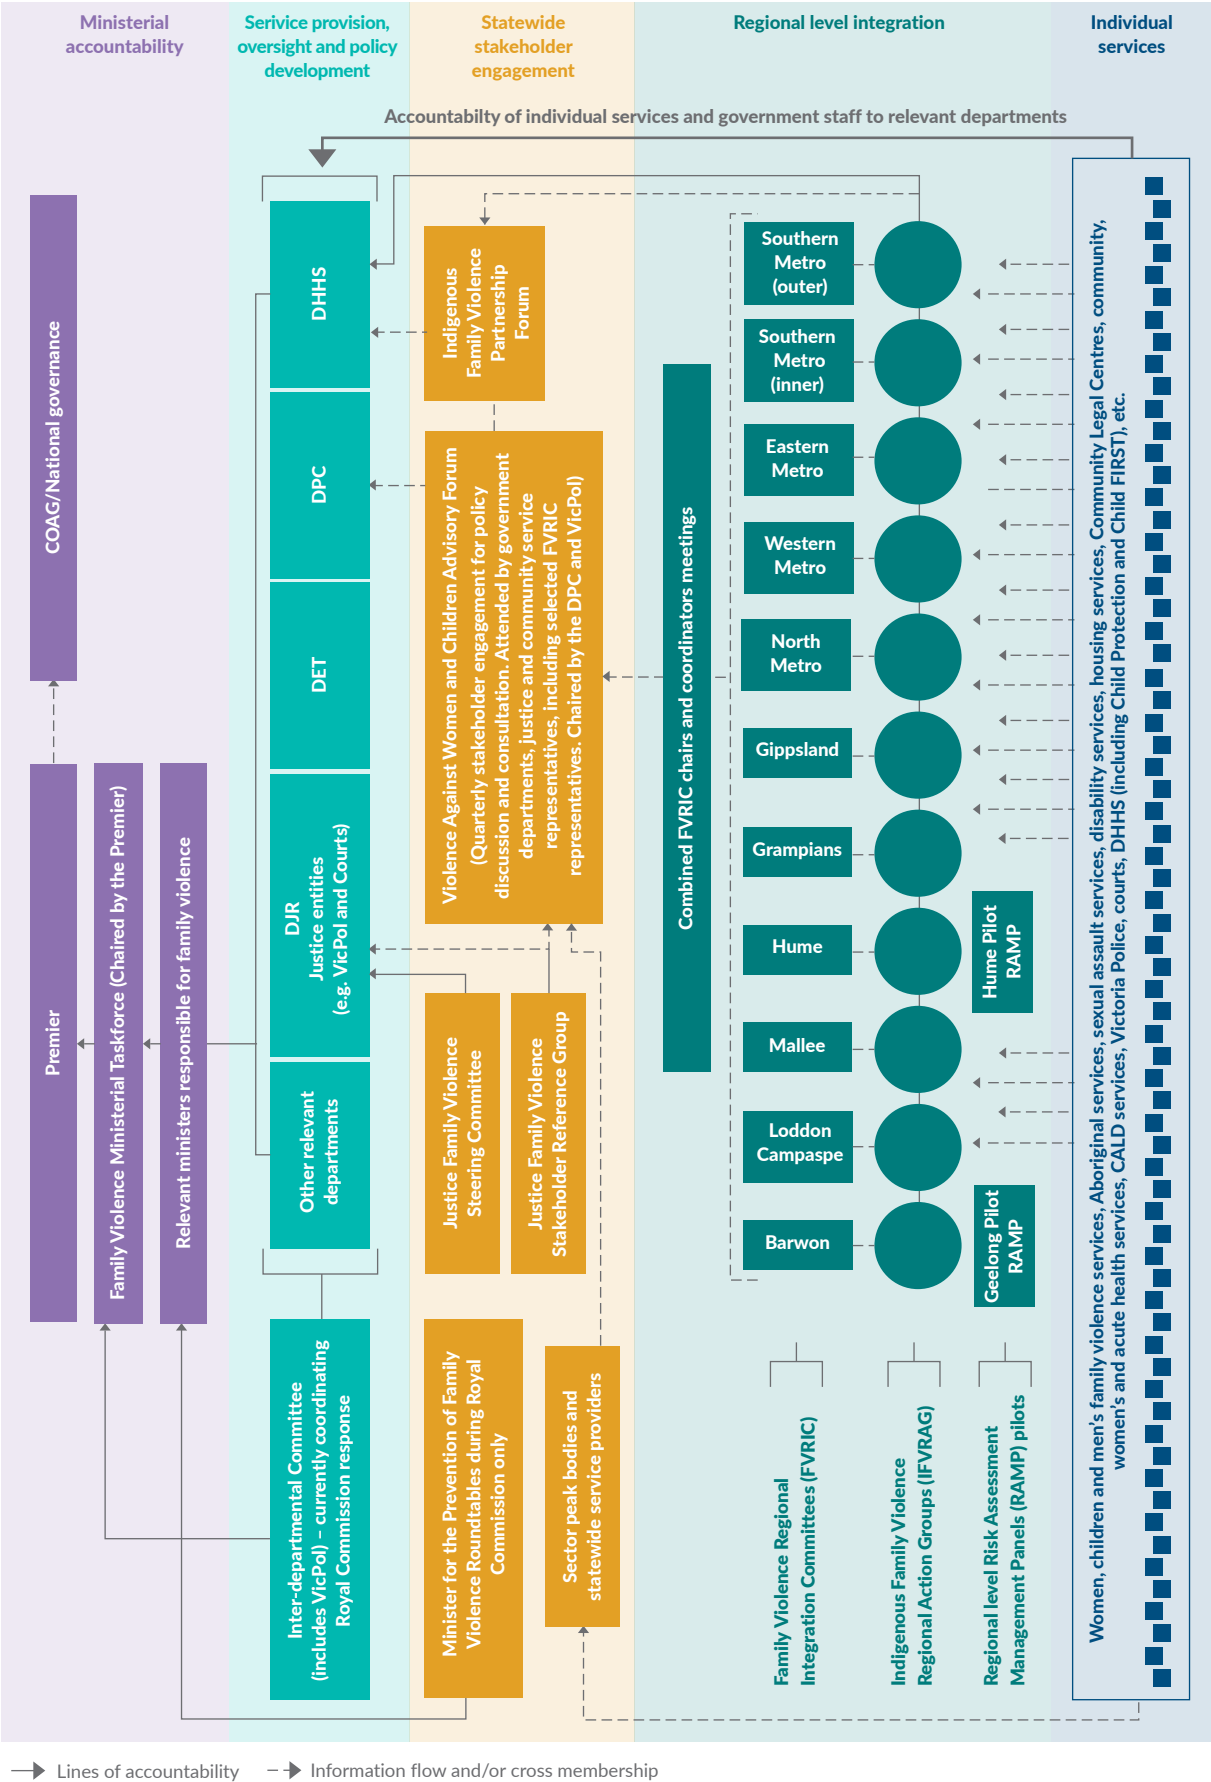 Ministerial
accountability
Serivice provision,
oversight and policy
development
Statewide
stakeholder
engagement
Regional level integration
Individual
services
Accountabilty of individual services and government staff to relevant departments
COAG/National governance
Premier
Family Violence Ministerial Taskforce (Chaired by the Premier)
Relevant ministers responsible for family violence
DHHS
DPC
DET
DJR
Justice entities
(e.g. VicPol and Courts)
Other relevant
departments
Inter-departmental Committee
(includes VicPol) – currently coordinating
Royal Commission response
Indigenous
Family Violence
Partnership
Forum
Violence Against Women and Children Advisory Forum
(Quarterly stakeholder engagement for policy
discussion and consultation. Attended by government
departments, justice and community service
representatives, including selected FVRIC
representatives. Chaired by the DPC and VicPol)
Justice Family Violence
Steering Committee
Justice Family Violence
Stakeholder Reference Group
Minister for the Prevention of Family
Violence Roundtables during Royal
Commission only
Sector peak bodies and
statewide service providers
Combined FVRIC chairs and coordinators meetings
Southern
Metro
(outer)
Southern
Metro
(inner)
Eastern
Metro
Western
Metro
North
Metro
Gippsland
Grampians
Hume
Mallee
Loddon
Campaspe
Barwon
Hume Pilot
RAMP
Geelong Pilot
RAMP
Family Violence Regional
Integration Committees (FVRIC)
Indigenous Family Violence
Regional Action Groups (IFVRAG)
Regional level Risk Assessment
Management Panels (RAMP) pilots
Women, children and men's family violence services, Aboriginal services, sexual assault services, disability services, housing services, Community Legal Centres, community,
women's and acute health services, CALD services, Victoria Police, courts, DHHS (including Child Protection and Child FIRST), etc.
Lines of accountability
Information flow and/or cross membership